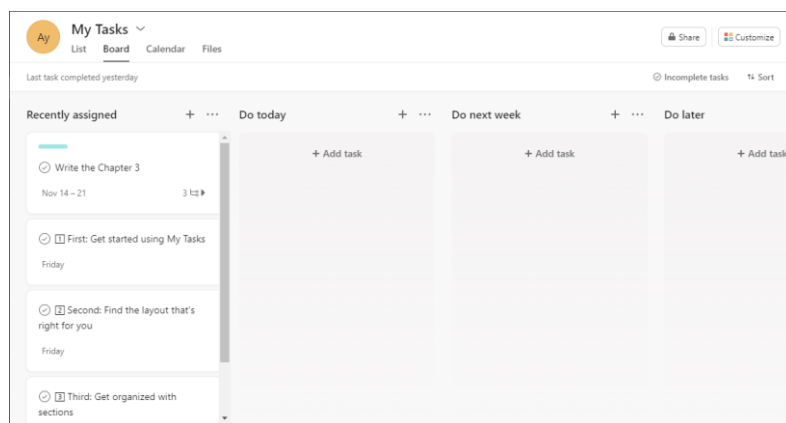 Ay
My Tasks
List Board Calendar Files
Share Customize
Last task completed yesterday
Incomplete tasks Sort
Recently assigned
Write the Chapter 3
Nov 14 – 21 3
1 First: Get started using My Tasks
Friday
2 Second: Find the layout that's
right for you
Friday
3 Third: Get organized with
sections
Do today
+ Add task
Do next week
+ Add task
Do later
+ Add task